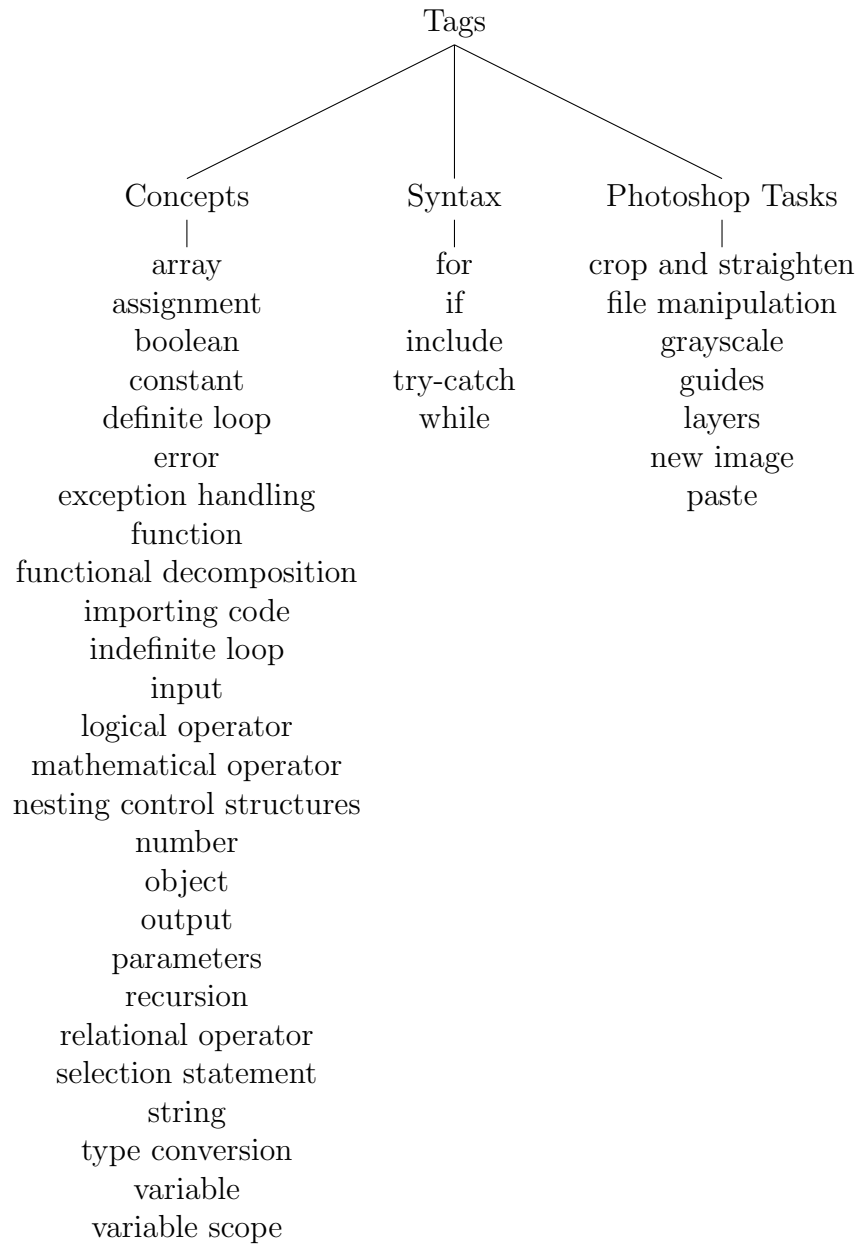 Tags
Concepts
array
assignment
boolean
constant
definite loop
error
exception handling
function
functional decomposition
importing code
indefinite loop
input
logical operator
mathematical operator
nesting control structures
number
object
output
parameters
recursion
relational operator
selection statement
string
type conversion
variable
variable scope
Syntax
for
if
include
try-catch
while
Photoshop Tasks
crop and straighten
file manipulation
grayscale
guides
layers
new image
paste